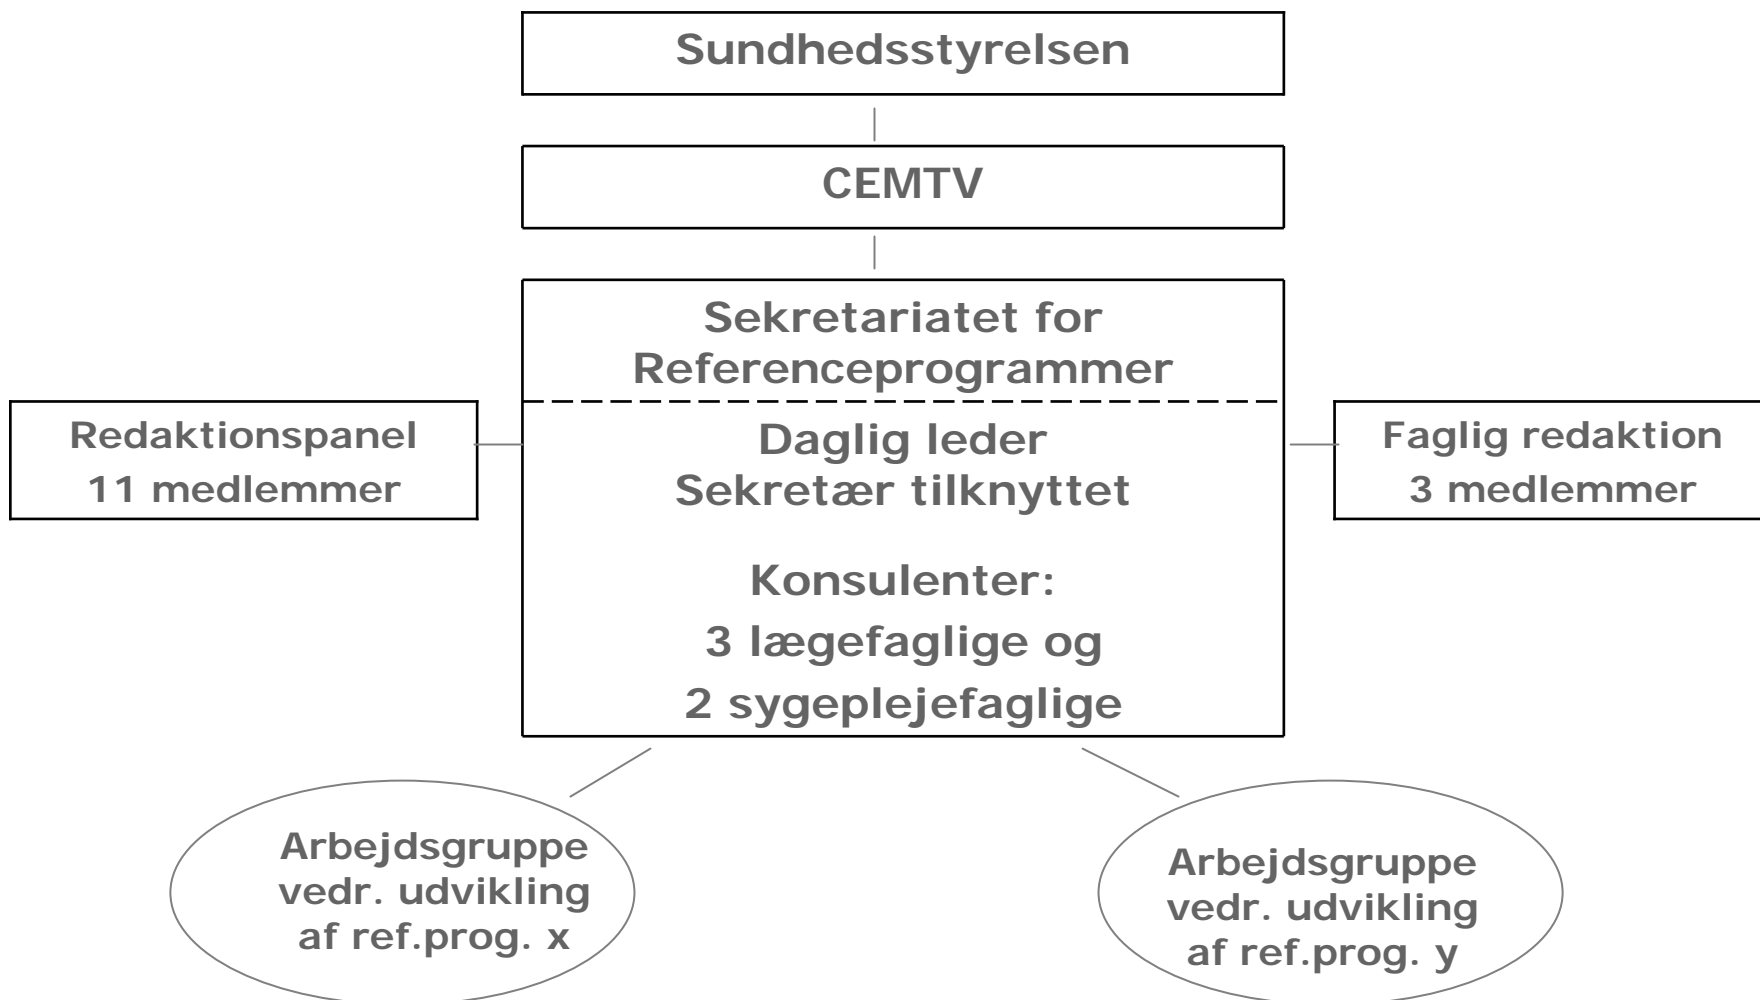 Sundhedsstyrelsen
CEMTV
Sekretariatet for
Referenceprogrammer
Redaktionspanel
11 medlemmer
Daglig leder
Sekretær tilknyttet
Konsulenter:
3 lægefaglige og
2 sygeplejefaglige
Faglig redaktion
3 medlemmer
Arbejdsgruppe
vedr. udvikling
af ref.prog. x
Arbejdsgruppe
vedr. udvikling
af ref.prog. y